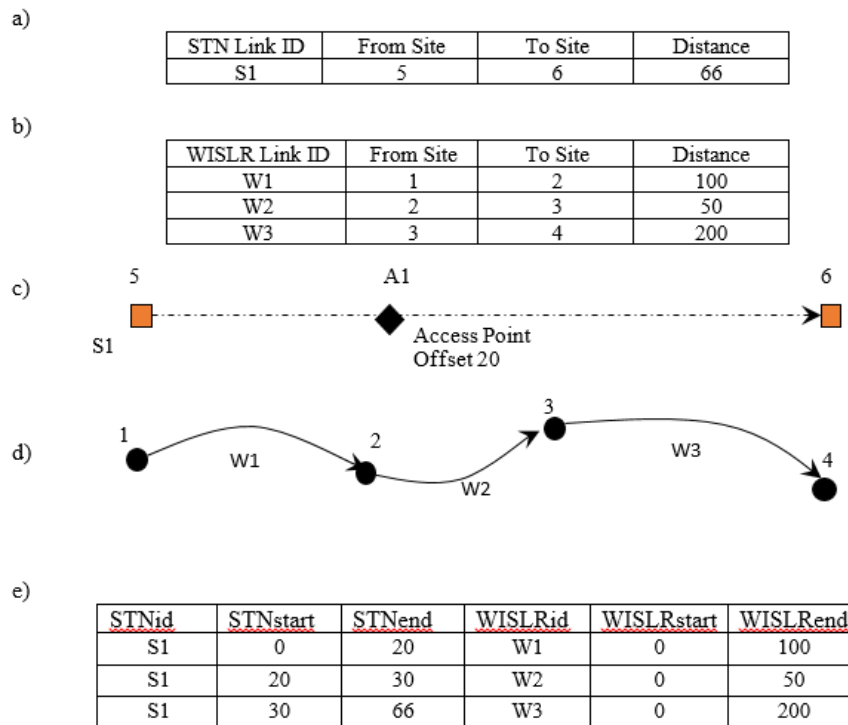 a)
STN Link ID From Site To Site Distance
S1 5 6 66
b)
WISLR Link ID From Site To Site Distance
W1 1 2 100
W2 2 3 50
W3 3 4 200
c)
5 A1 6
S1
Access Point
Offset 20
d)
1 2 3 4
W1 W2 W3
e)
STNid STNstart STNend WISLRid WISLRstart WISLRend
S1 0 20 W1 0 100
S1 20 30 W2 0 50
S1 30 66 W3 0 200